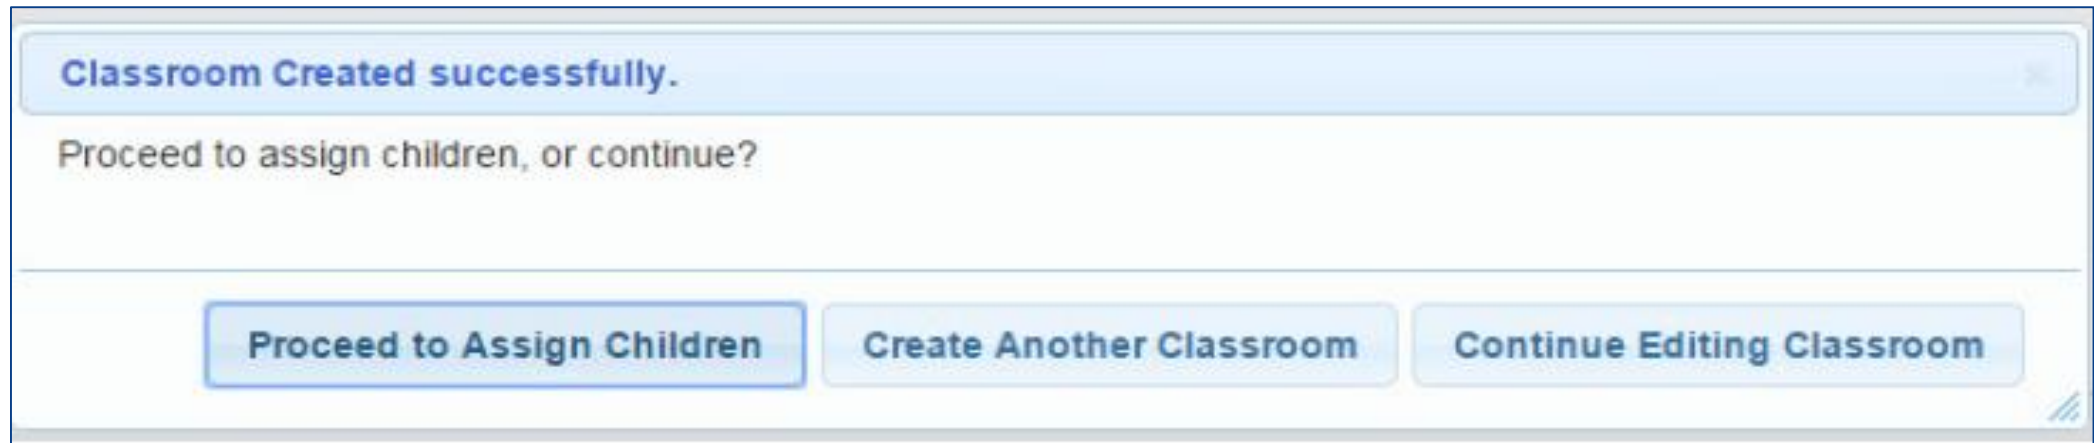 Classroom Created successfully.
Proceed to assign children, or continue?
Proceed to Assign Children Create Another Classroom Continue Editing Classroom